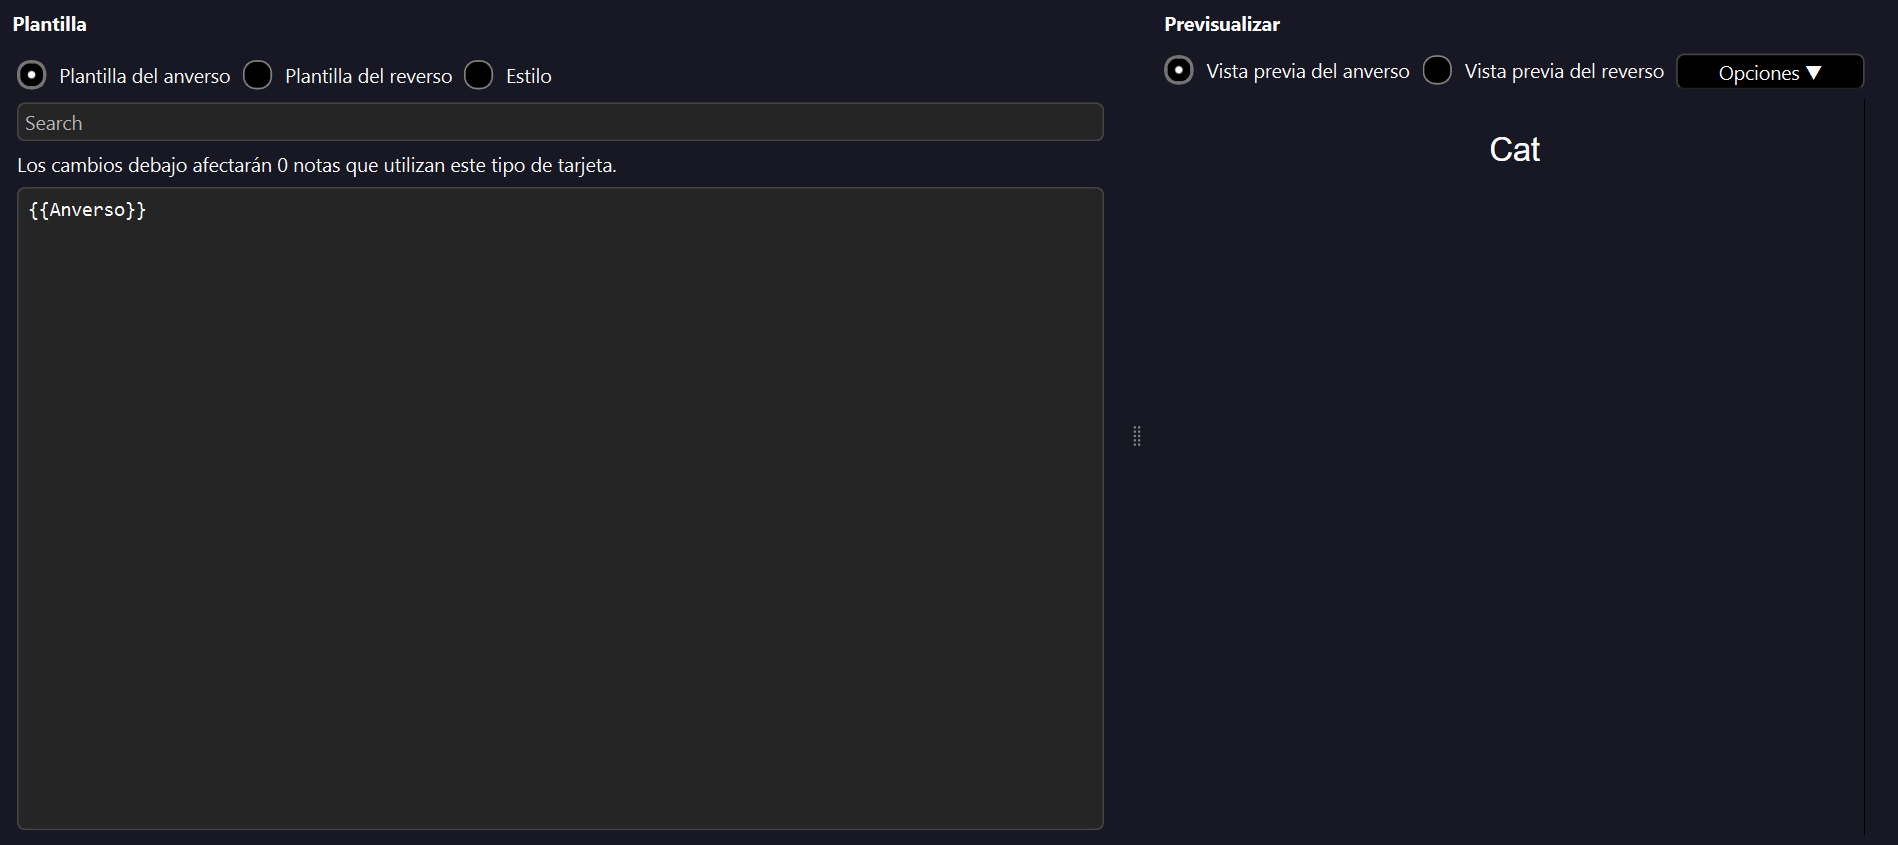 Plantilla
Plantilla del anverso Plantilla del reverso Estilo
Search
Los cambios debajo afectarán 0 notas que utilizan este tipo de tarjeta.
{{Anverso}}
Previsualizar
Vista previa del anverso Vista previa del reverso Opciones ▼
Cat